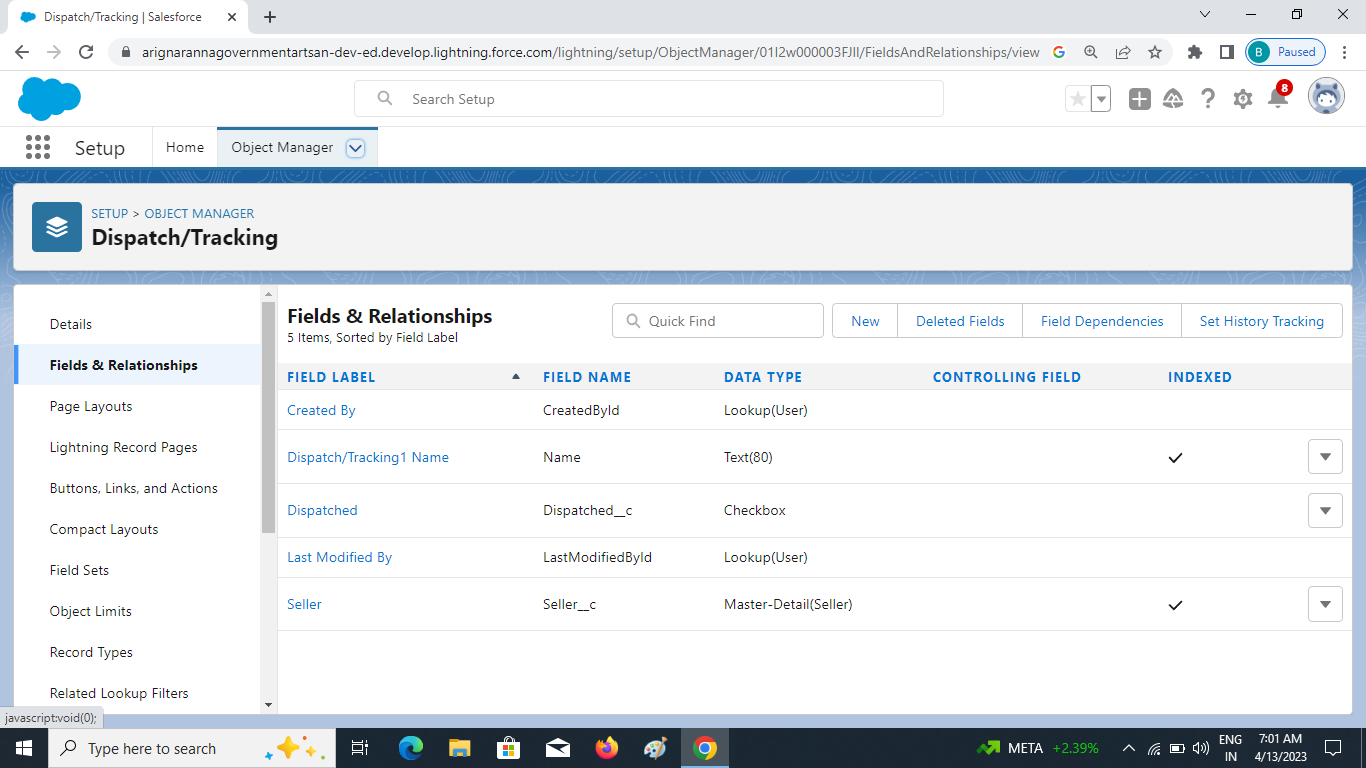 Dispatch/Tracking | Salesforce
arignarannagovernmentartsan-dev-ed.develop.lightning.force.com/lightning/setup/ObjectManager/01I2w000003FJII/FieldsAndRelationships/view
B Paused
Search Setup
8
Setup
Home
Object Manager
SETUP > OBJECT MANAGER
Dispatch/Tracking
Details
Fields & Relationships
Page Layouts
Lightning Record Pages
Buttons, Links, and Actions
Compact Layouts
Field Sets
Object Limits
Record Types
Related Lookup Filters
Fields & Relationships
5 Items, Sorted by Field Label
Quick Find
New
Deleted Fields
Field Dependencies
Set History Tracking
FIELD LABEL FIELD NAME DATA TYPE CONTROLLING FIELD INDEXED
Created By CreatedById Lookup(User)
Dispatch/Tracking1 Name Name Text(80)
Dispatched Dispatched__c Checkbox
Last Modified By LastModifiedById Lookup(User)
Seller Seller__c Master-Detail(Seller)
javascript:void(0);
Type here to search
META +2.39%
ENG
IN
7:01 AM
4/13/2023